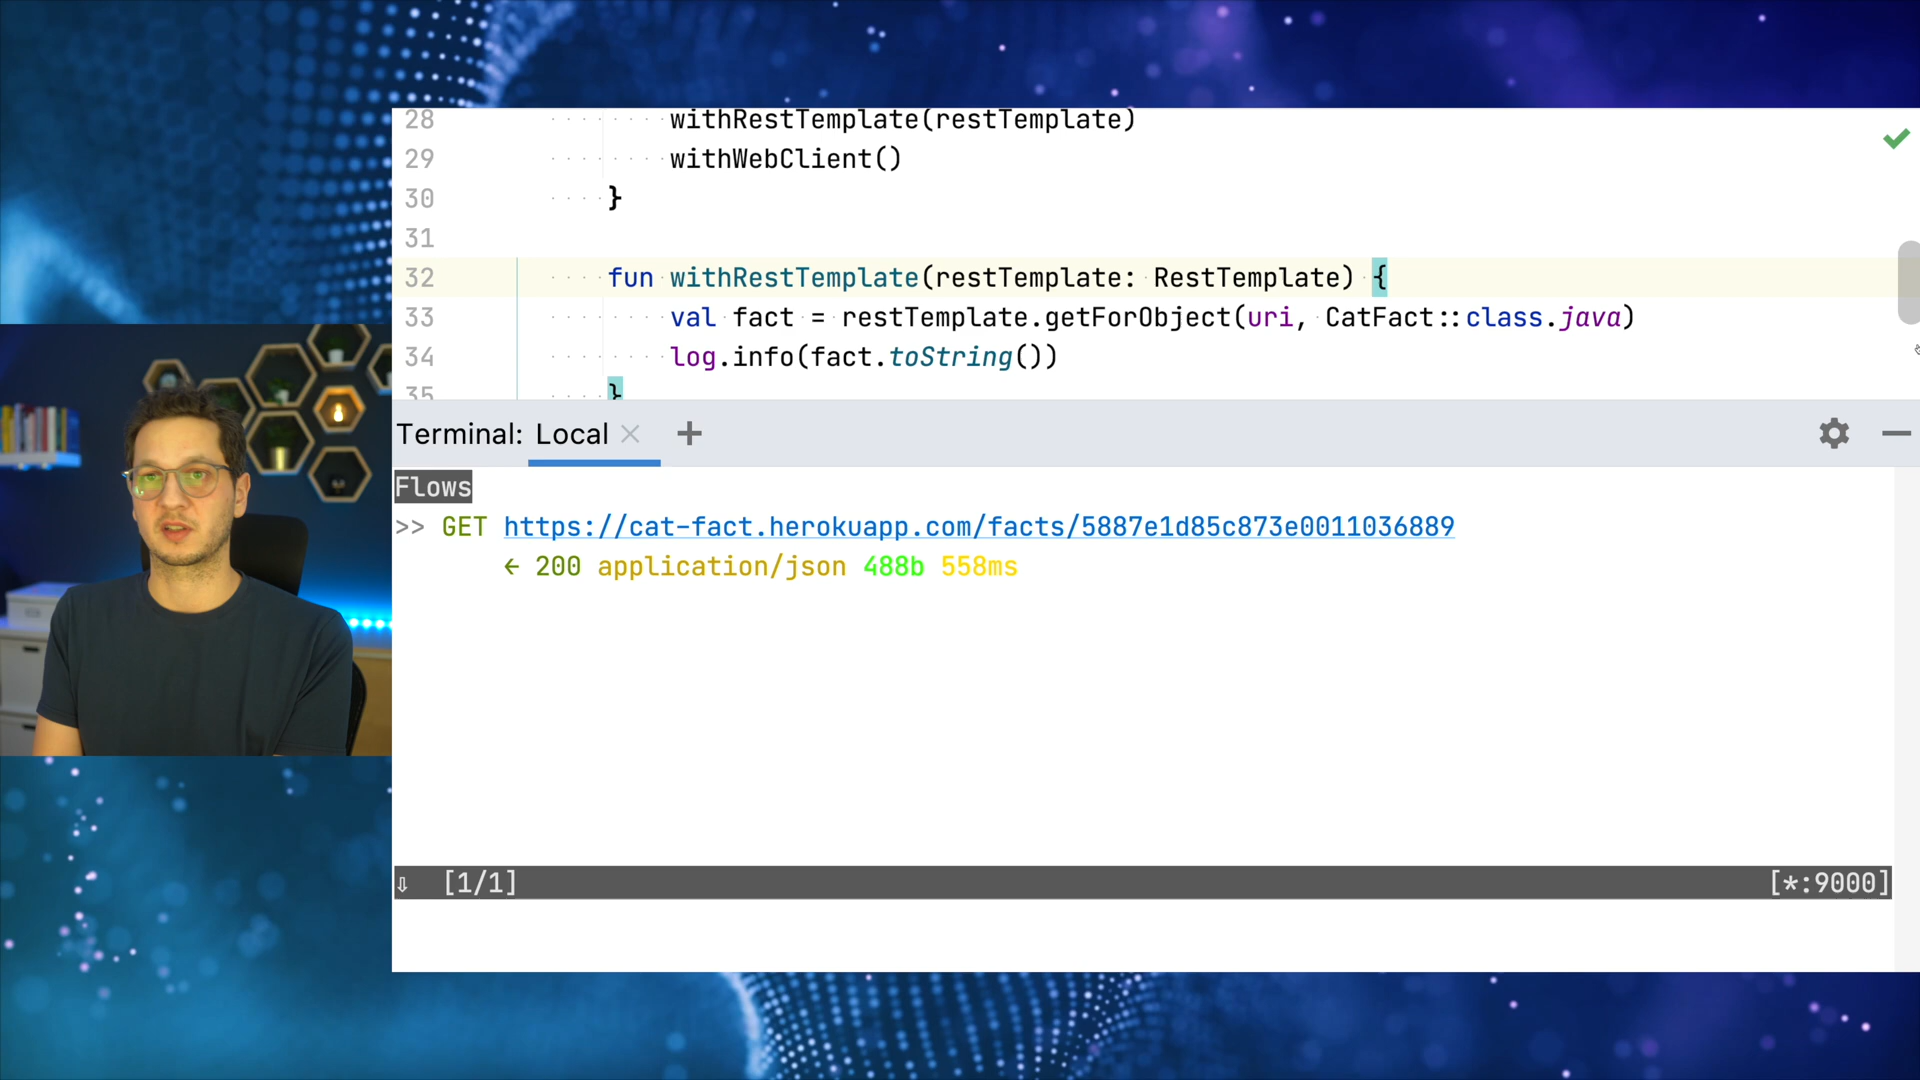 28 withRestTemplate(restTemplate)
29 withWebClient()
30 }
31
32 fun withRestTemplate(restTemplate: RestTemplate) {
33 val fact = restTemplate.getForObject(uri, CatFact::class.java)
34 log.info(fact.toString())
35 }
Terminal: Local × +
Flows
>> GET https://cat-fact.herokuapp.com/facts/5887e1d85c873e0011036889
← 200 application/json 488b 558ms
⇩ [1/1] [*:9000]